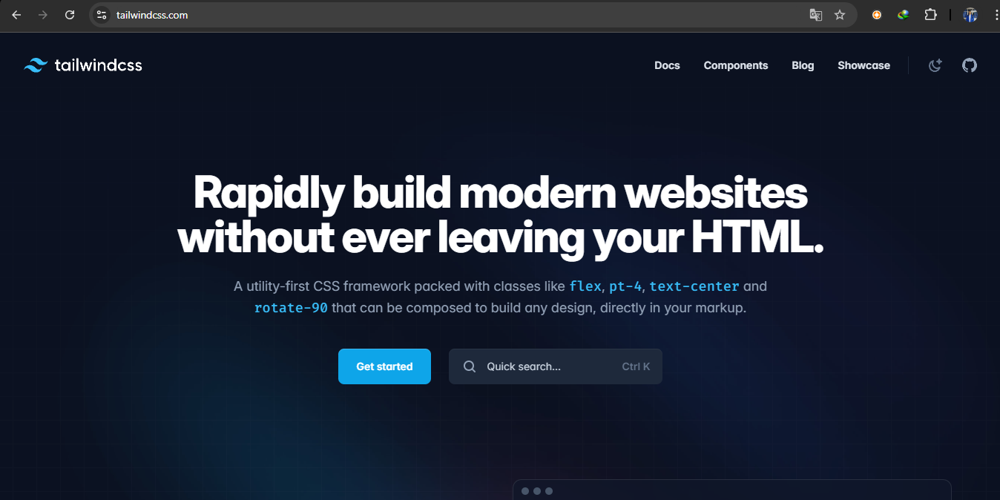 tailwindcss.com
tailwindcss
Docs Components Blog Showcase
Rapidly build modern websites
without ever leaving your HTML.
A utility-first CSS framework packed with classes like flex, pt-4, text-center and
rotate-90 that can be composed to build any design, directly in your markup.
Get started
Quick search... Ctrl K